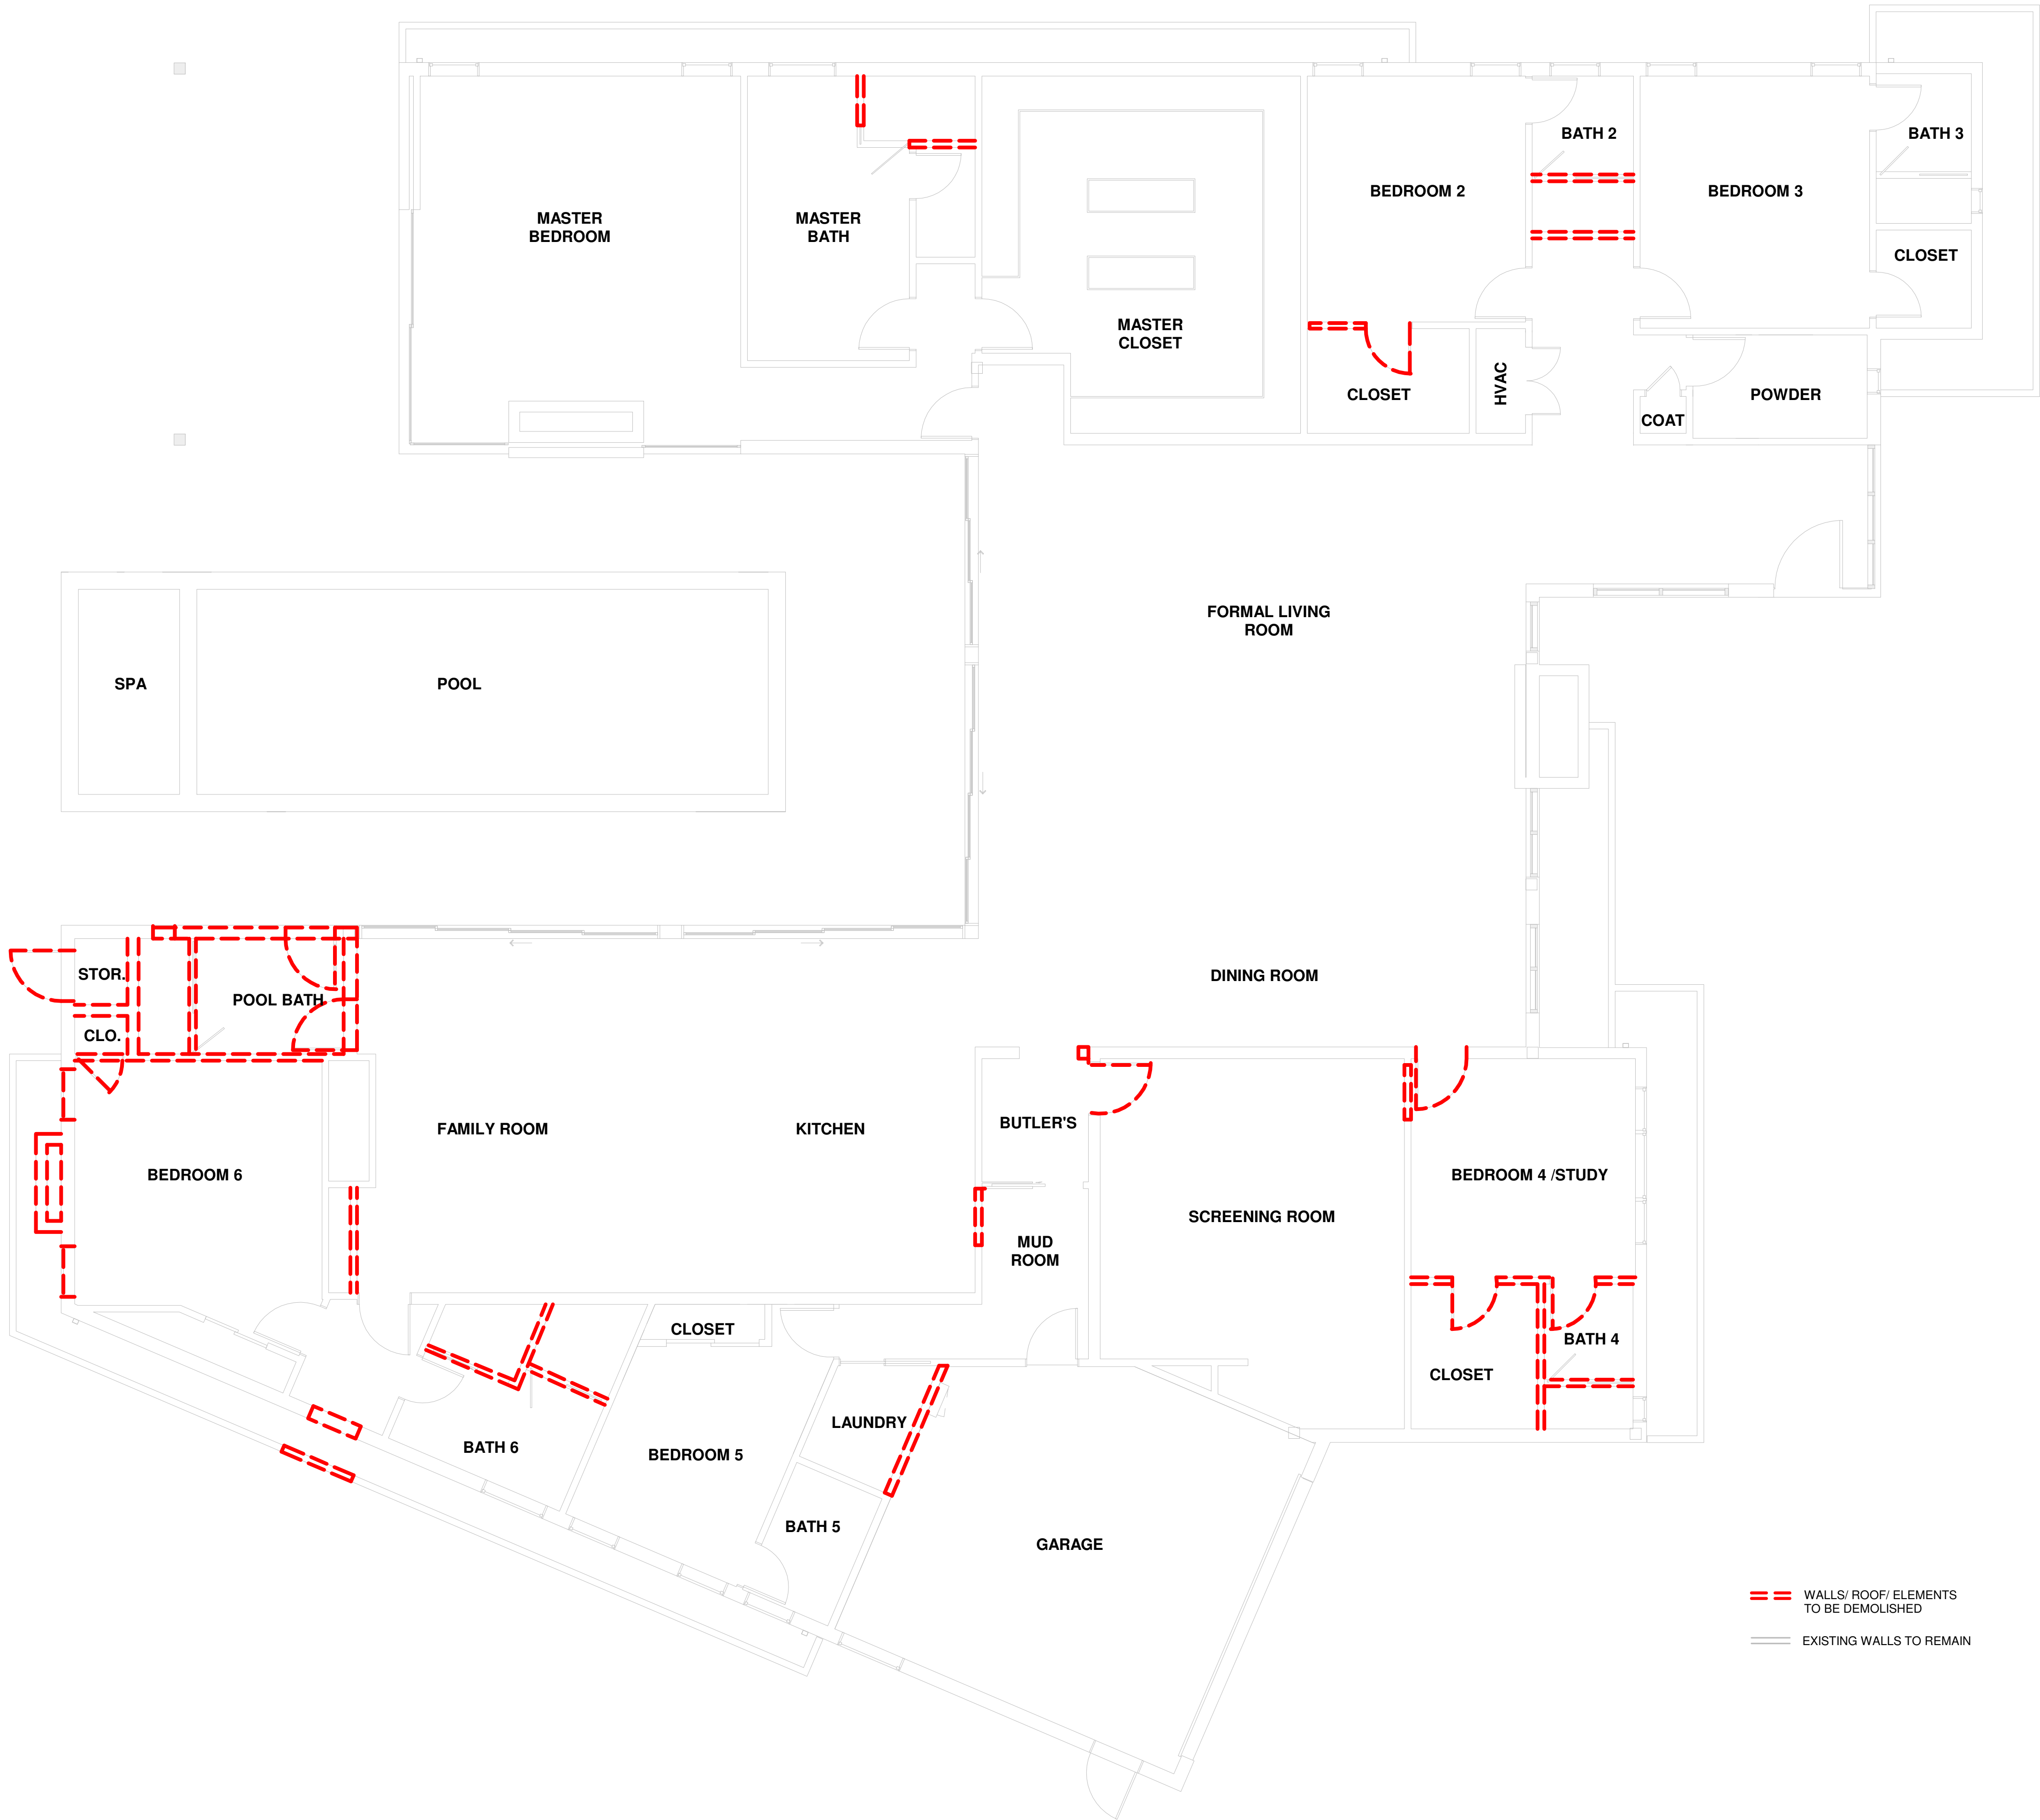 BATH 2
BATH 3
MASTER
BEDROOM
MASTER
BATH
BEDROOM 2
BEDROOM 3
CLOSET
MASTER
CLOSET
CLOSET
HVAC
COAT
POWDER
FORMAL LIVING
ROOM
SPA
POOL
STOR.
POOL BATH
CLO.
DINING ROOM
FAMILY ROOM
KITCHEN
BUTLER'S
BEDROOM 6
BEDROOM 4 /STUDY
SCREENING ROOM
MUD
ROOM
CLOSET
BATH 4
CLOSET
LAUNDRY
BATH 6
BEDROOM 5
BATH 5
GARAGE
WALLS/ ROOF/ ELEMENTS
TO BE DEMOLISHED
EXISTING WALLS TO REMAIN